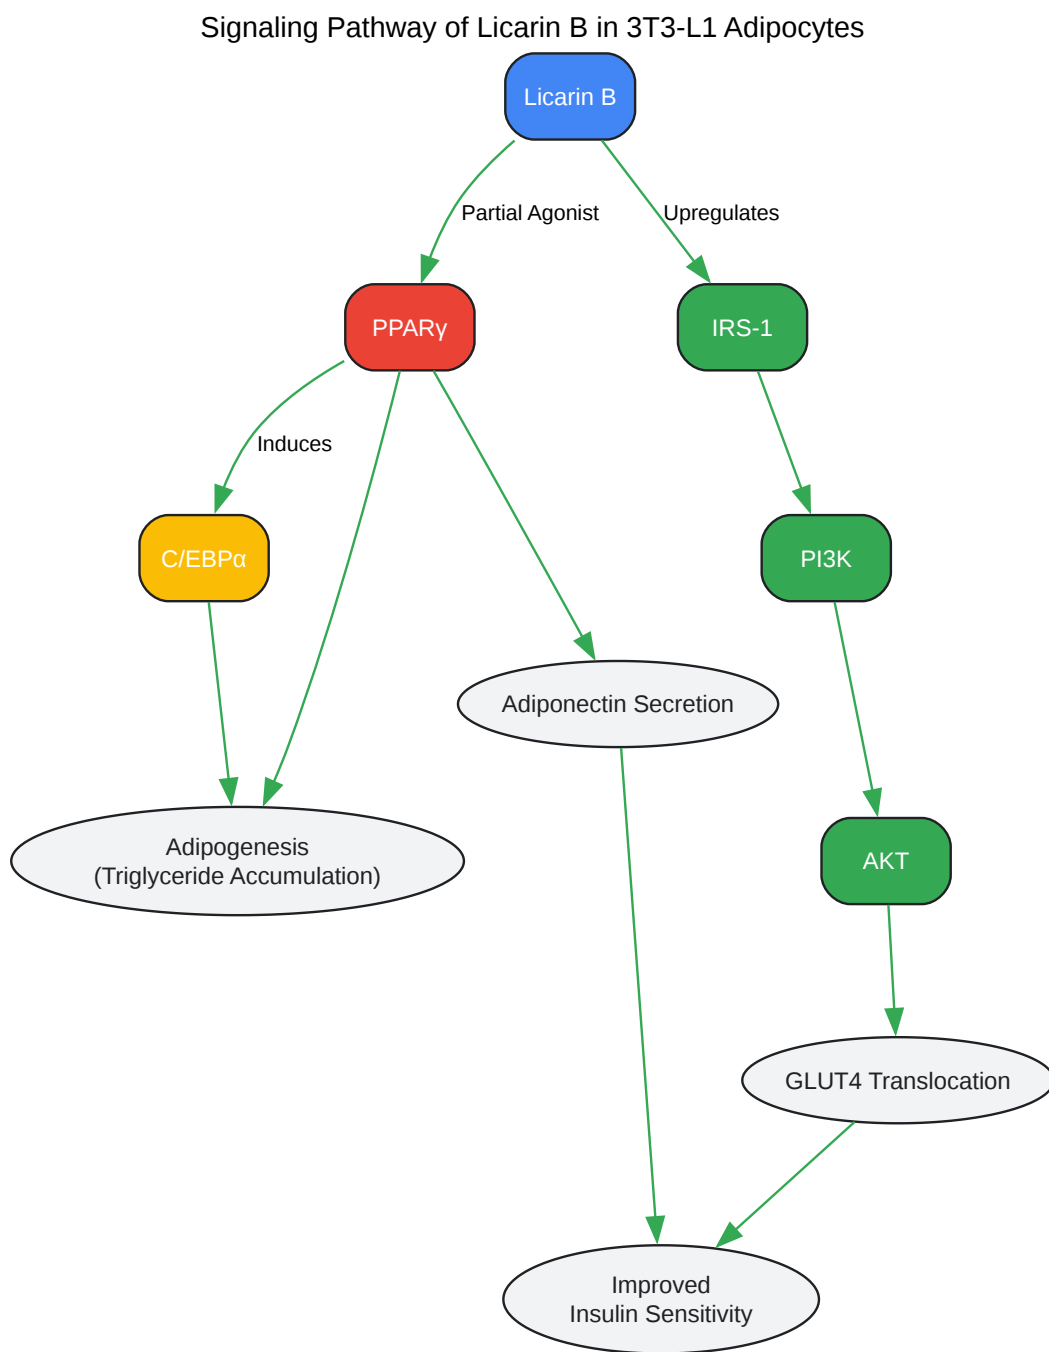 Signaling Pathway of Licarin B in 3T3-L1 Adipocytes
Licarin B
Partial Agonist
Upregulates
PPARγ
IRS-1
Induces
C/EBPα
PI3K
Adiponectin Secretion
Adipogenesis
(Triglyceride Accumulation)
AKT
GLUT4 Translocation
Improved
Insulin Sensitivity